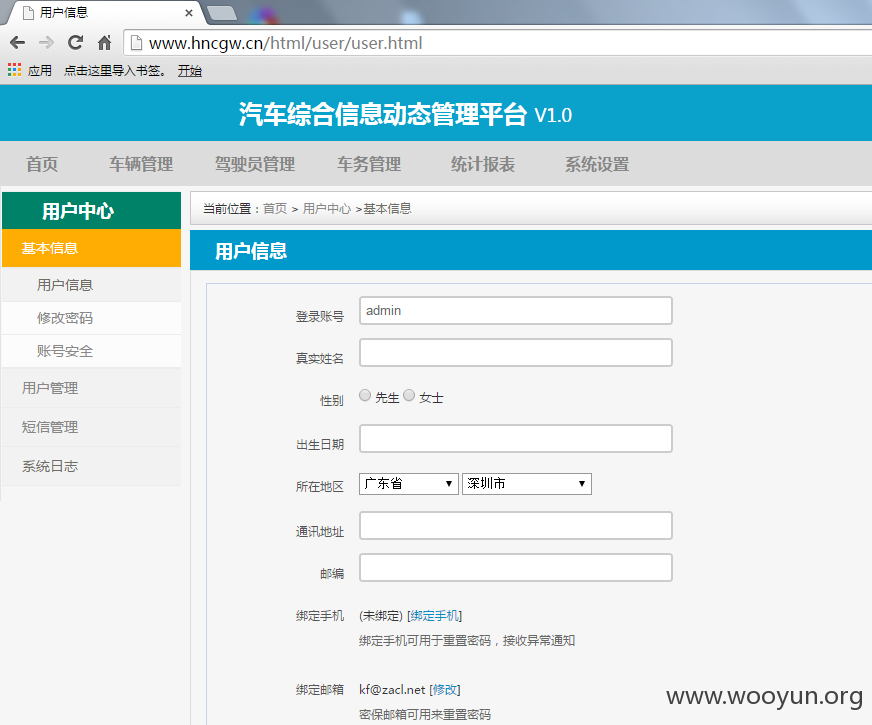 用户信息
www.hncgw.cn/html/user/user.html
应用 点击这里导入书签。 开始
汽车综合信息动态管理平台 V1.0
首页 车辆管理 驾驶员管理 车务管理 统计报表 系统设置
用户中心
基本信息
用户信息
修改密码
账号安全
用户管理
短信管理
系统日志
当前位置：首页 > 用户中心 >基本信息
用户信息
登录账号 admin
真实姓名
性别 先生 女士
出生日期
所在地区 广东省 深圳市
通讯地址
邮编
绑定手机 (未绑定) [绑定手机]
绑定手机可用于重置密码，接收异常通知
绑定邮箱 kf@zacl.net [修改]
密保邮箱可用来重置密码
www.wooyun.org